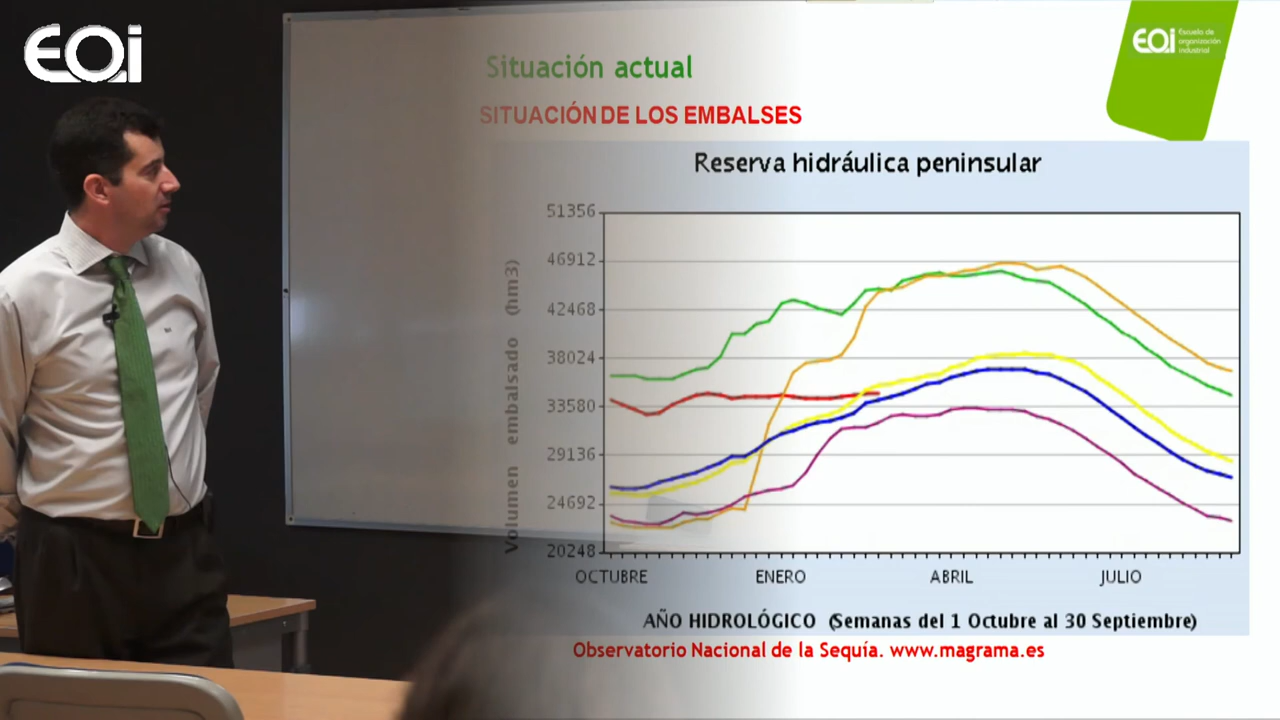 EOi
Situación actual
SITUACIÓN DE LOS EMBALSES
EOi Escuela de
organización
industrial
Reserva hidráulica peninsular
51356
46912
42468
38024
33580
29136
24692
20248
Volumen embalsado (hm3)
OCTUBRE ENERO ABRIL JULIO
AÑO HIDROLÓGICO (Semanas del 1 Octubre al 30 Septiembre)
Observatorio Nacional de la Sequía. www.magrama.es